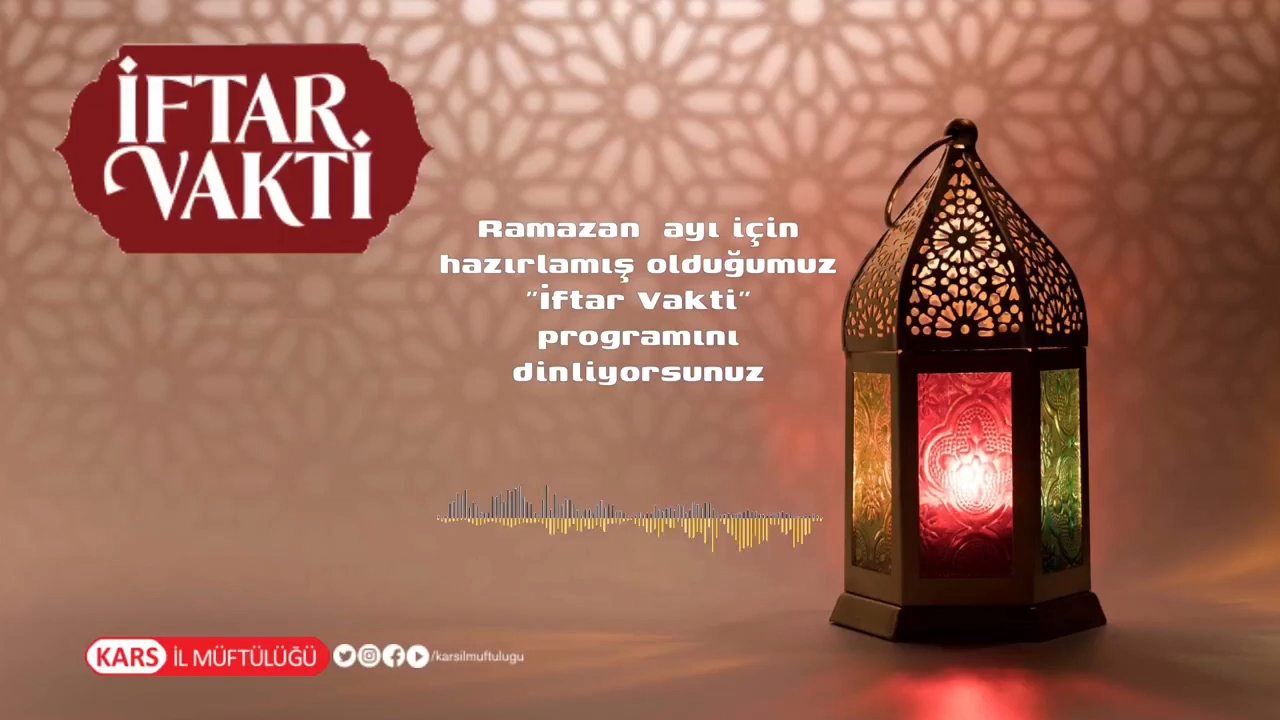 İFTAR
VAKTİ
Ramazan ayı için
hazırlamış olduğumuz
"İftar Vakti"
programını
dinliyorsunuz
KARS İL MÜFTÜLÜĞÜ /karsilmuftulugu